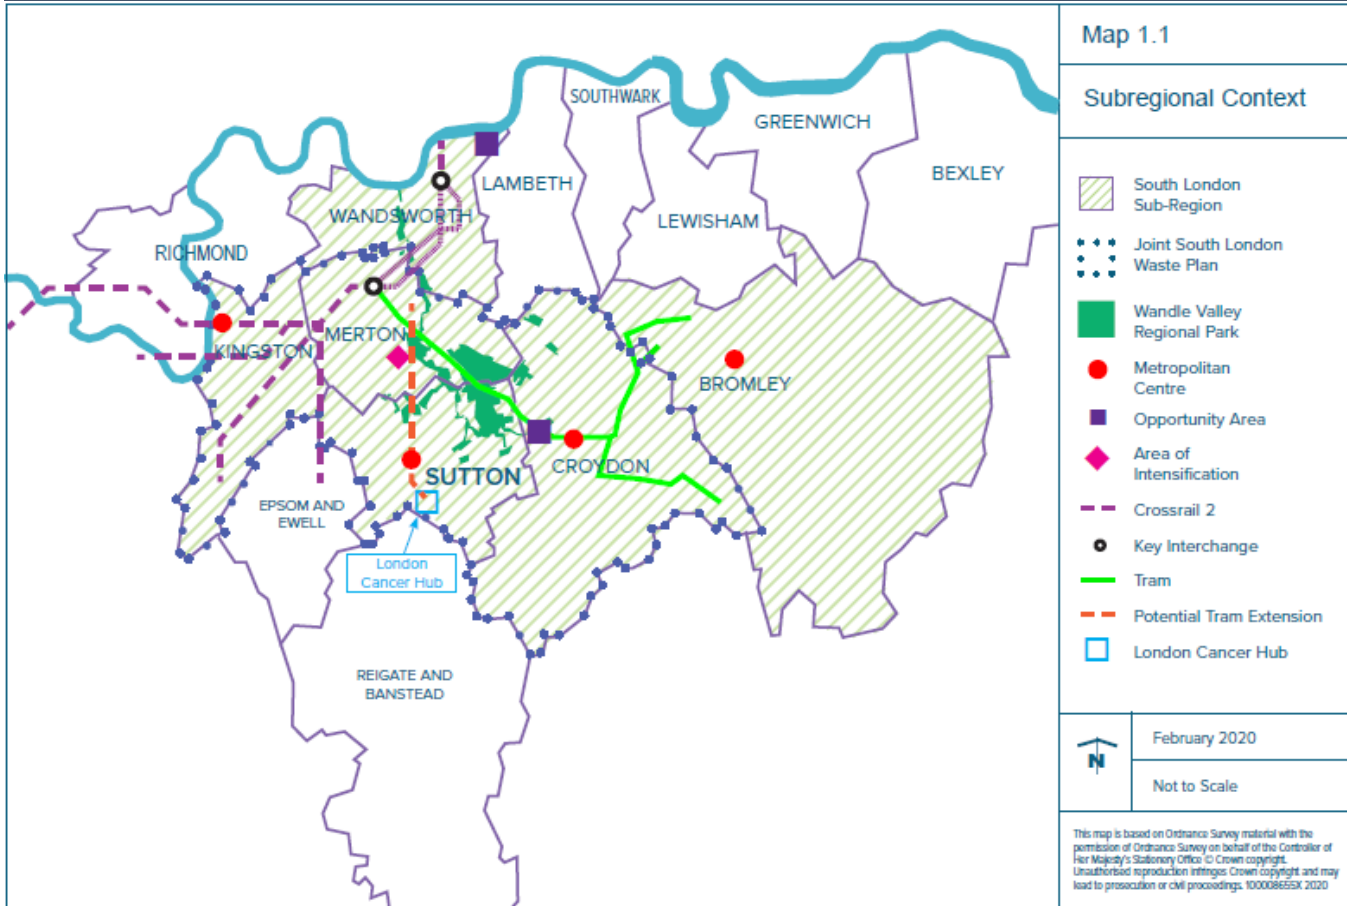 SOUTHWARK
GREENWICH
BEXLEY
LAMBETH
WANDSWORTH
LEWISHAM
RICHMOND
MERTON
KINGSTON
BROMLEY
CROYDON
SUTTON
EPSOM AND
EWELL
London
Cancer Hub
REIGATE AND
BANSTEAD
Map 1.1
Subregional Context
South London
Sub-Region
Joint South London
Waste Plan
Wandle Valley
Regional Park
Metropolitan
Centre
Opportunity Area
Area of
Intensification
Crossrail 2
Key Interchange
Tram
Potential Tram Extension
London Cancer Hub
N
February 2020
Not to Scale
This map is based on Ordnance Survey material with the
permission of Ordnance Survey on behalf of the Controller of
Her Majesty's Stationery Office © Crown copyright.
Unauthorised reproduction infringes Crown copyright and may
lead to prosecution or civil proceedings. 100008655X 2020